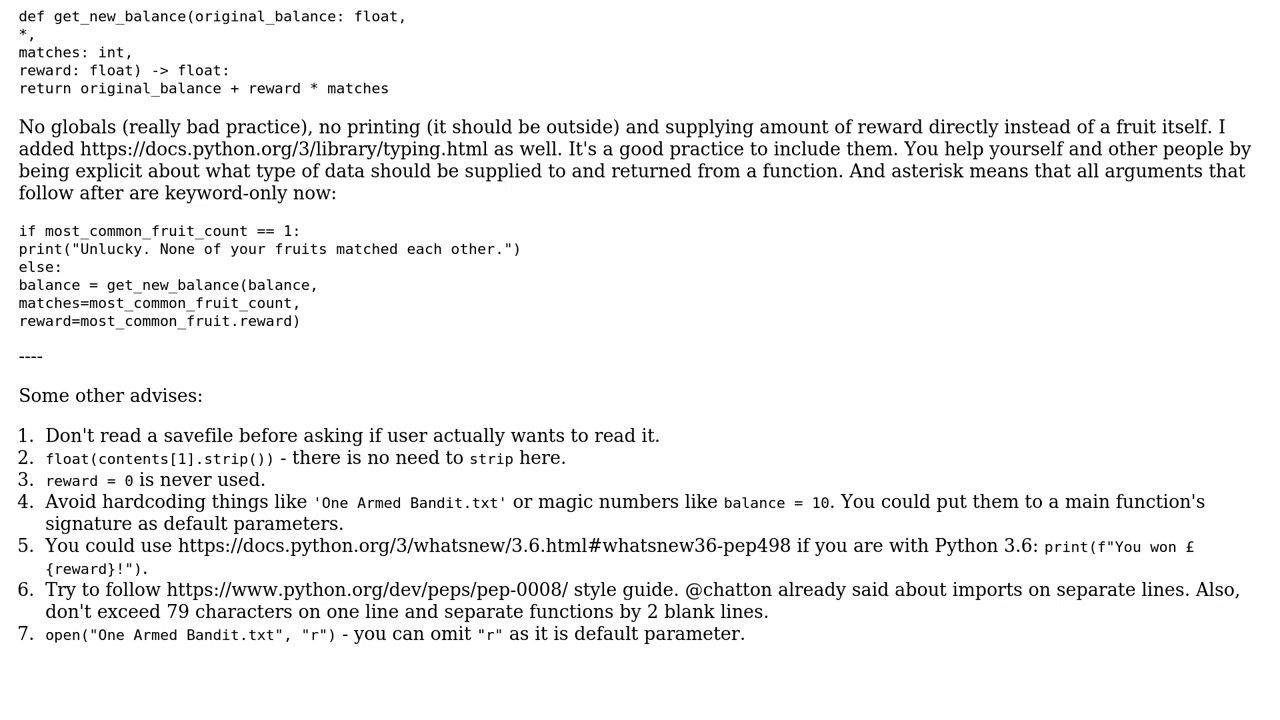 def get_new_balance(original_balance: float,
*,
matches: int,
reward: float) -> float:
return original_balance + reward * matches
No globals (really bad practice), no printing (it should be outside) and supplying amount of reward directly instead of a fruit itself. I
added https://docs.python.org/3/library/typing.html as well. It's a good practice to include them. You help yourself and other people by
being explicit about what type of data should be supplied to and returned from a function. And asterisk means that all arguments that
follow after are keyword-only now:
if most_common_fruit_count == 1:
print("Unlucky. None of your fruits matched each other.")
else:
balance = get_new_balance(balance,
matches=most_common_fruit_count,
reward=most_common_fruit.reward)
----
Some other advises:
1. Don't read a savefile before asking if user actually wants to read it.
2. float(contents[1].strip()) - there is no need to strip here.
3. reward = 0 is never used.
4. Avoid hardcoding things like 'One Armed Bandit.txt' or magic numbers like balance = 10. You could put them to a main function's
signature as default parameters.
5. You could use https://docs.python.org/3/whatsnew/3.6.html#whatsnew36-pep498 if you are with Python 3.6: print(f"You won £
{reward}!").
6. Try to follow https://www.python.org/dev/peps/pep-0008/ style guide. @chatton already said about imports on separate lines. Also,
don't exceed 79 characters on one line and separate functions by 2 blank lines.
7. open("One Armed Bandit.txt", "r") - you can omit "r" as it is default parameter.